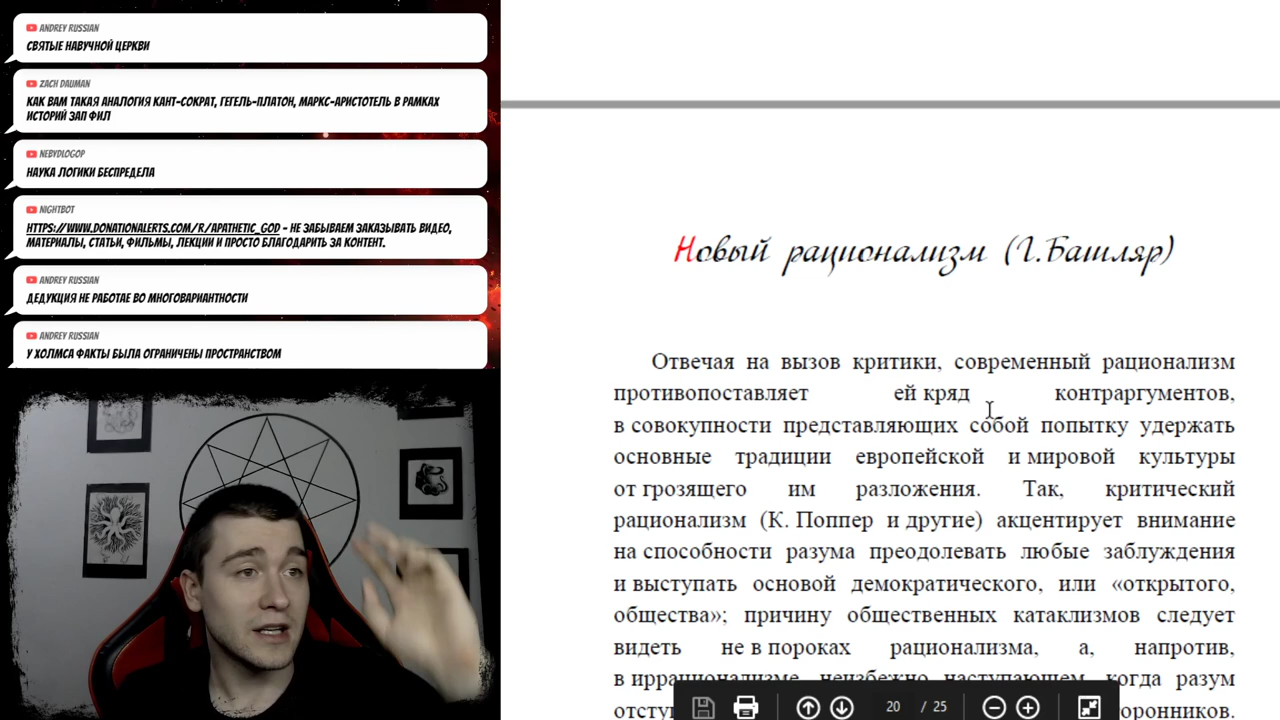 ANDREY RUSSIAN
СВЯТЫЕ НАВУЧНОЙ ЦЕРКВИ
ZACH DAUMAN
КАК ВАМ ТАКАЯ АНАЛОГИЯ КАНТ-СОКРАТ, ГЕГЕЛЬ-ПЛАТОН, МАРКС-АРИСТОТЕЛЬ В РАМКАХ
ИСТОРИЙ ЗАП ФИЛ
NEBYDLOGOP
НАУКА ЛОГИКИ БЕСПРЕДЕЛА
NIGHTBOT
HTTPS://WWW.DONATIONALERTS.COM/R/APATHETIC_GOD - НЕ ЗАБЫВАЕМ ЗАКАЗЫВАТЬ ВИДЕО,
МАТЕРИАЛЫ, СТАТЬИ, ФИЛЬМЫ, ЛЕКЦИИ И ПРОСТО БЛАГОДАРИТЬ ЗА КОНТЕНТ.
ANDREY RUSSIAN
ДЕДУКЦИЯ НЕ РАБОТАЕ ВО МНОГОВАРИАНТНОСТИ
ANDREY RUSSIAN
У ХОЛМСА ФАКТЫ БЫЛА ОГРАНИЧЕНЫ ПРОСТРАНСТВОМ
Новый рационализм (Г.Башляр)
Отвечая на вызов критики, современный рационализм
противопоставляет ей кряд контраргументов,
в совокупности представляющих собой попытку удержать
основные традиции европейской и мировой культуры
от грозящего им разложения. Так, критический
рационализм (К. Поппер и другие) акцентирует внимание
на способности разума преодолевать любые заблуждения
и выступать основой демократического, или «открытого,
общества»; причину общественных катаклизмов следует
видеть не в пороках рационализма, а, напротив,
в иррационализме, неизбежно наступающем, когда разум
отсту оронников.
20 / 25